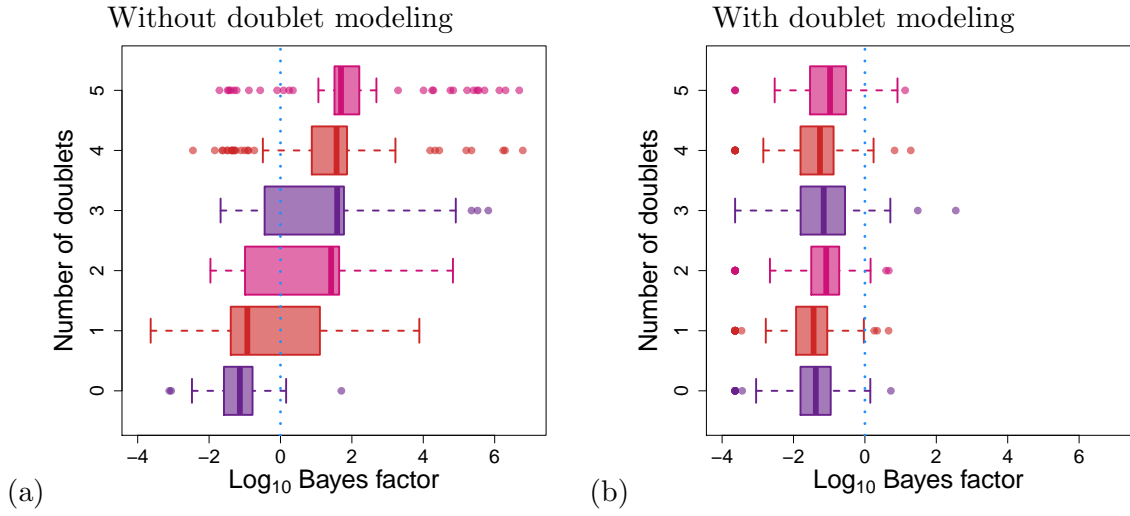 Without doublet modeling
Number of doublets
5
4
3
2
1
0
−4 −2 0 2 4 6
Log₁₀ Bayes factor
(a)
With doublet modeling
Number of doublets
5
4
3
2
1
0
−4 −2 0 2 4 6
Log₁₀ Bayes factor
(b)